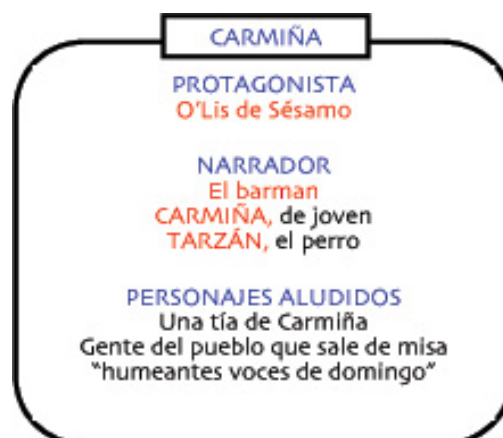 CARMIÑA
PROTAGONISTA
O'Lis de Sésamo
NARRADOR
El barman
CARMIÑA, de joven
TARZÁN, el perro
PERSONAJES ALUDIDOS
Una tía de Carmiña
Gente del pueblo que sale de misa
"humeantes voces de domingo"